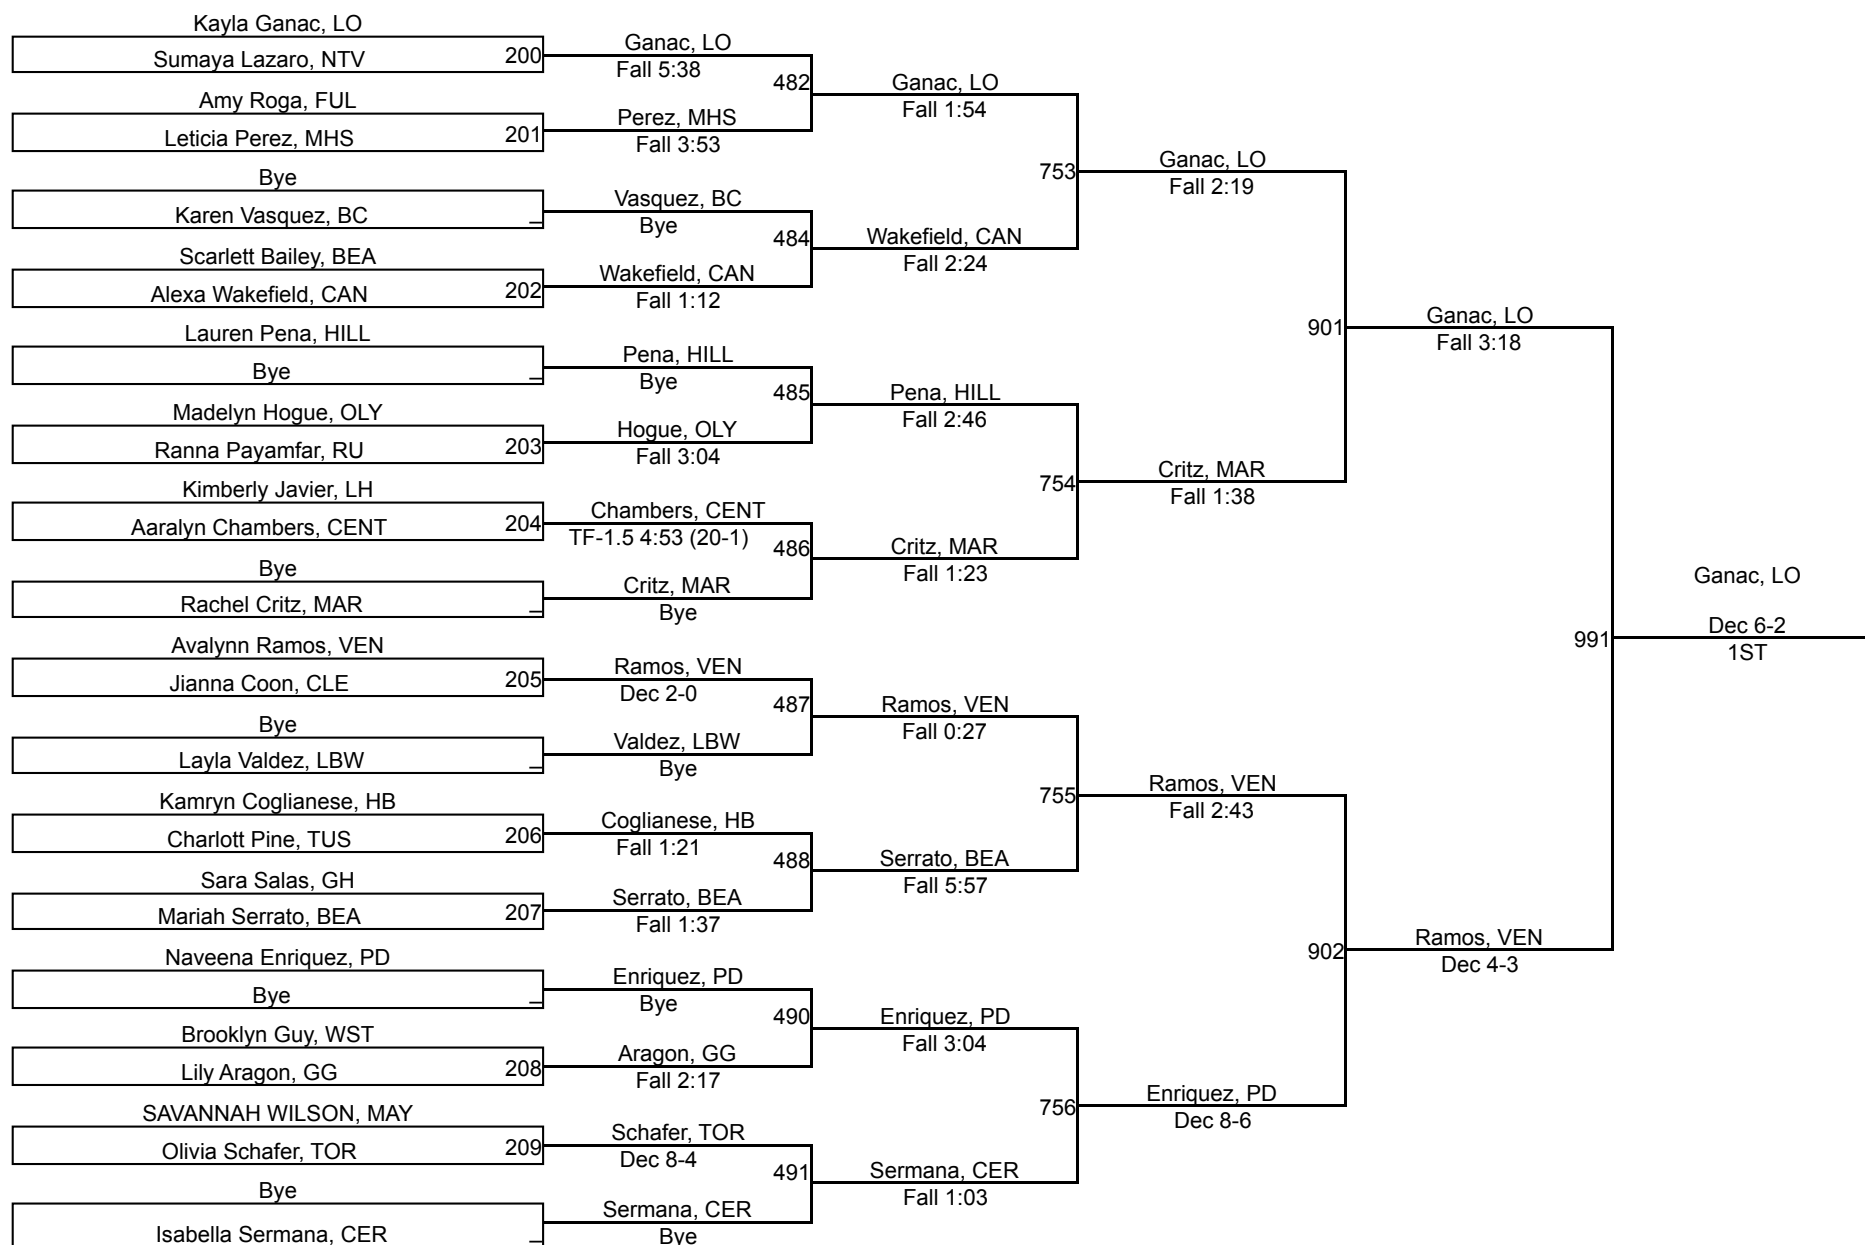 Kayla Ganac, LO
Sumaya Lazaro, NTV
200
Amy Roga, FUL
Leticia Perez, MHS
201
Bye
Karen Vasquez, BC
_
Scarlett Bailey, BEA
Alexa Wakefield, CAN
202
Lauren Pena, HILL
Bye
_
Madelyn Hogue, OLY
Ranna Payamfar, RU
203
Kimberly Javier, LH
Aaralyn Chambers, CENT
204
Bye
Rachel Critz, MAR
_
Avalynn Ramos, VEN
Jianna Coon, CLE
205
Bye
Layla Valdez, LBW
_
Kamryn Coglianese, HB
Charlott Pine, TUS
206
Sara Salas, GH
Mariah Serrato, BEA
207
Naveena Enriquez, PD
Bye
_
Brooklyn Guy, WST
Lily Aragon, GG
208
SAVANNAH WILSON, MAY
Olivia Schafer, TOR
209
Bye
Isabella Sermana, CER
_
Ganac, LO
Fall 5:38
482
Perez, MHS
Fall 3:53
Vasquez, BC
Bye
484
Wakefield, CAN
Fall 1:12
Pena, HILL
Bye
485
Hogue, OLY
Fall 3:04
Chambers, CENT
TF-1.5 4:53 (20-1)
486
Critz, MAR
Bye
Ramos, VEN
Dec 2-0
487
Valdez, LBW
Bye
Coglianese, HB
Fall 1:21
488
Serrato, BEA
Fall 1:37
Enriquez, PD
Bye
490
Aragon, GG
Fall 2:17
Schafer, TOR
Dec 8-4
491
Sermana, CER
Bye
Ganac, LO
Fall 1:54
753
Wakefield, CAN
Fall 2:24
Pena, HILL
Fall 2:46
754
Critz, MAR
Fall 1:23
Ramos, VEN
Fall 0:27
755
Serrato, BEA
Fall 5:57
Enriquez, PD
Fall 3:04
756
Sermana, CER
Fall 1:03
Ganac, LO
Fall 2:19
901
Critz, MAR
Fall 1:38
Ramos, VEN
Fall 2:43
902
Enriquez, PD
Dec 8-6
Ganac, LO
Fall 3:18
991
Ramos, VEN
Dec 4-3
Ganac, LO
Dec 6-2
1ST